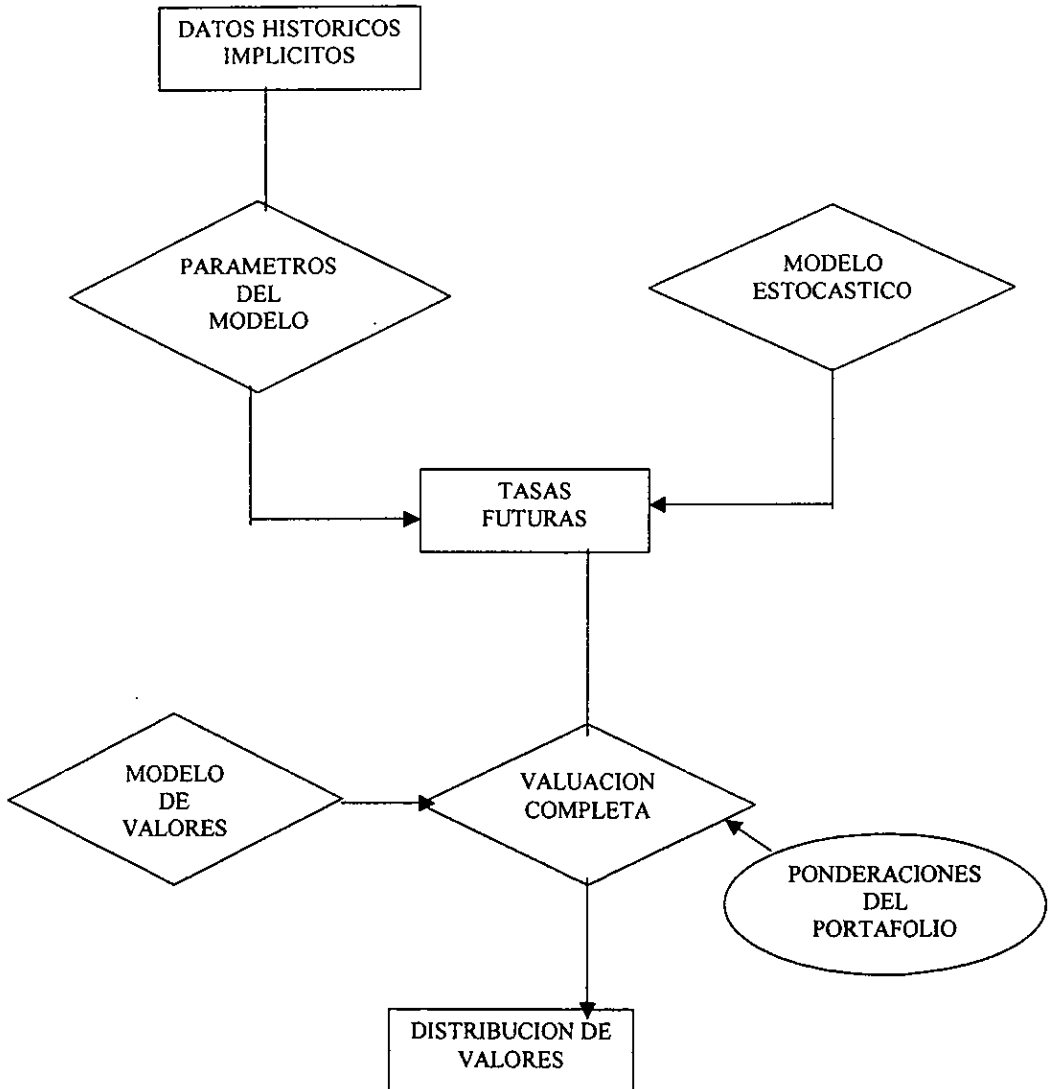 DATOS HISTORICOS
IMPLICITOS
PARAMETROS
DEL
MODELO
MODELO
ESTOCASTICO
TASAS
FUTURAS
MODELO
DE
VALORES
VALUACION
COMPLETA
PONDERACIONES
DEL
PORTAFOLIO
DISTRIBUCION DE
VALORES